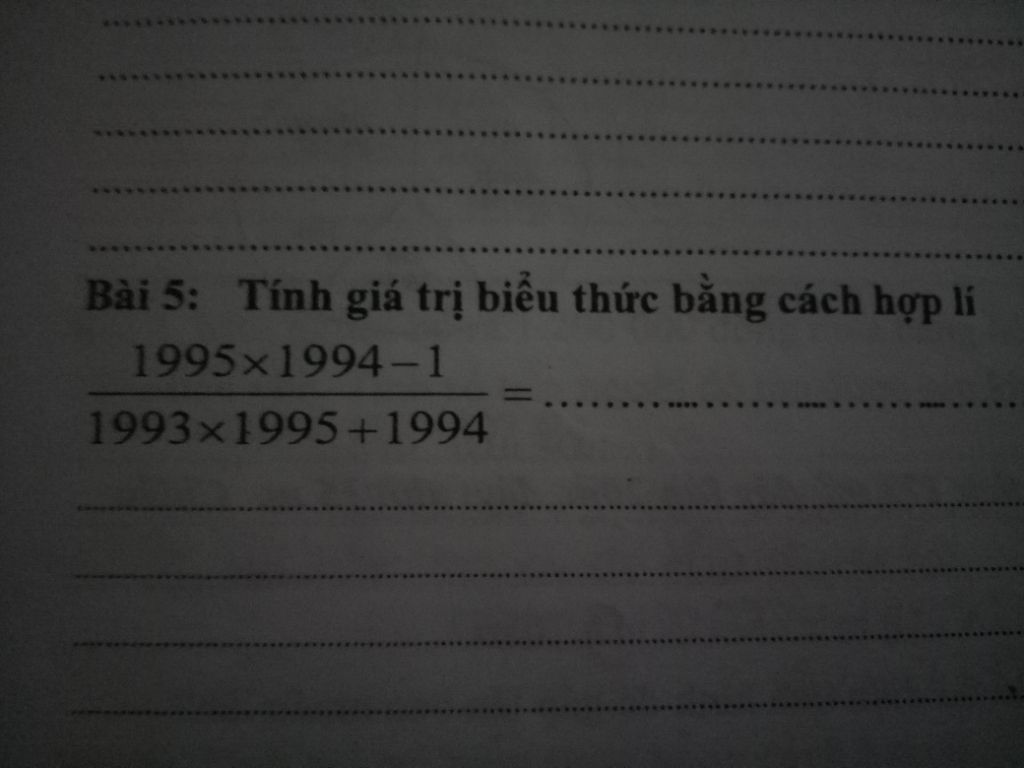 Bài 5: Tính giá trị biểu thức bằng cách hợp lí
1995×1994−1
1993×1995+1994
= ........................................